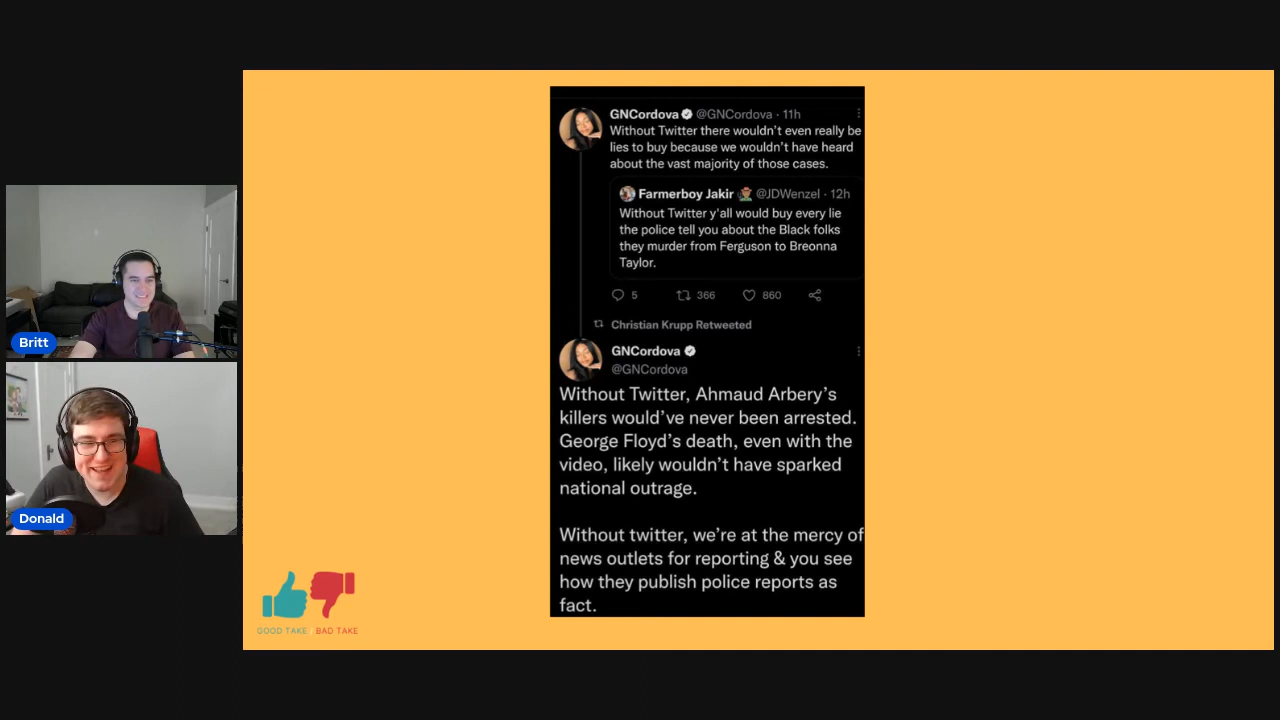 GNCordova @GNCordova · 11h
Without Twitter there wouldn't even really be
lies to buy because we wouldn't have heard
about the vast majority of those cases.
Farmerboy Jakir @JDWenzel · 12h
Without Twitter y'all would buy every lie
the police tell you about the Black folks
they murder from Ferguson to Breonna
Taylor.
5 366 860
Christian Krupp Retweeted
GNCordova
@GNCordova
Without Twitter, Ahmaud Arbery's
killers would've never been arrested.
George Floyd's death, even with the
video, likely wouldn't have sparked
national outrage.
Without twitter, we're at the mercy of
news outlets for reporting & you see
how they publish police reports as
fact.
Britt
Donald
GOOD TAKE | BAD TAKE